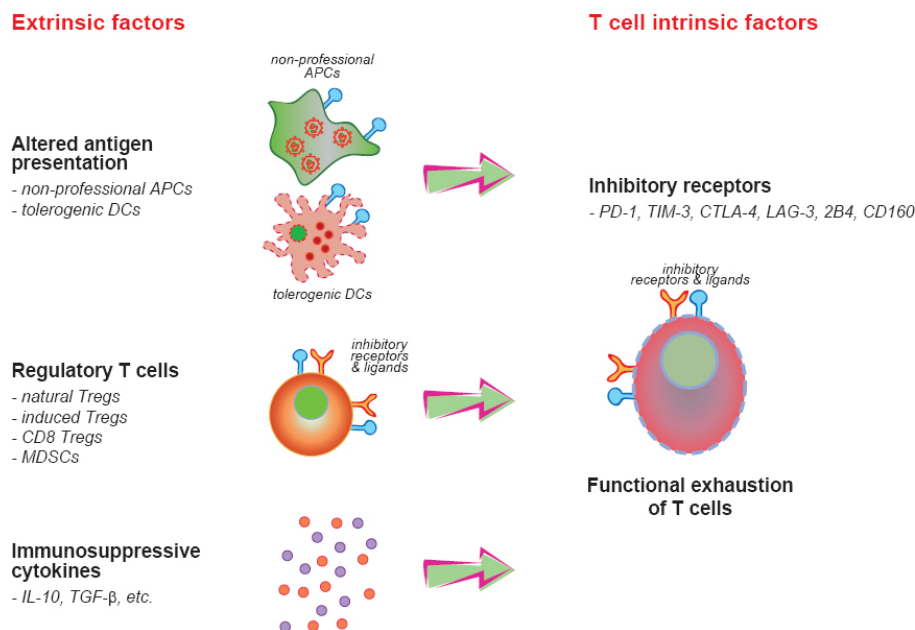 Extrinsic factors
T cell intrinsic factors
non-professional
APCs
Altered antigen
presentation
- non-professional APCs
- tolerogenic DCs
tolerogenic DCs
Inhibitory receptors
- PD-1, TIM-3, CTLA-4, LAG-3, 2B4, CD160
inhibitory
receptors & ligands
Regulatory T cells
- natural Tregs
- induced Tregs
- CD8 Tregs
- MDSCs
inhibitory
receptors
& ligands
Functional exhaustion
of T cells
Immunosuppressive
cytokines
- IL-10, TGF-β, etc.